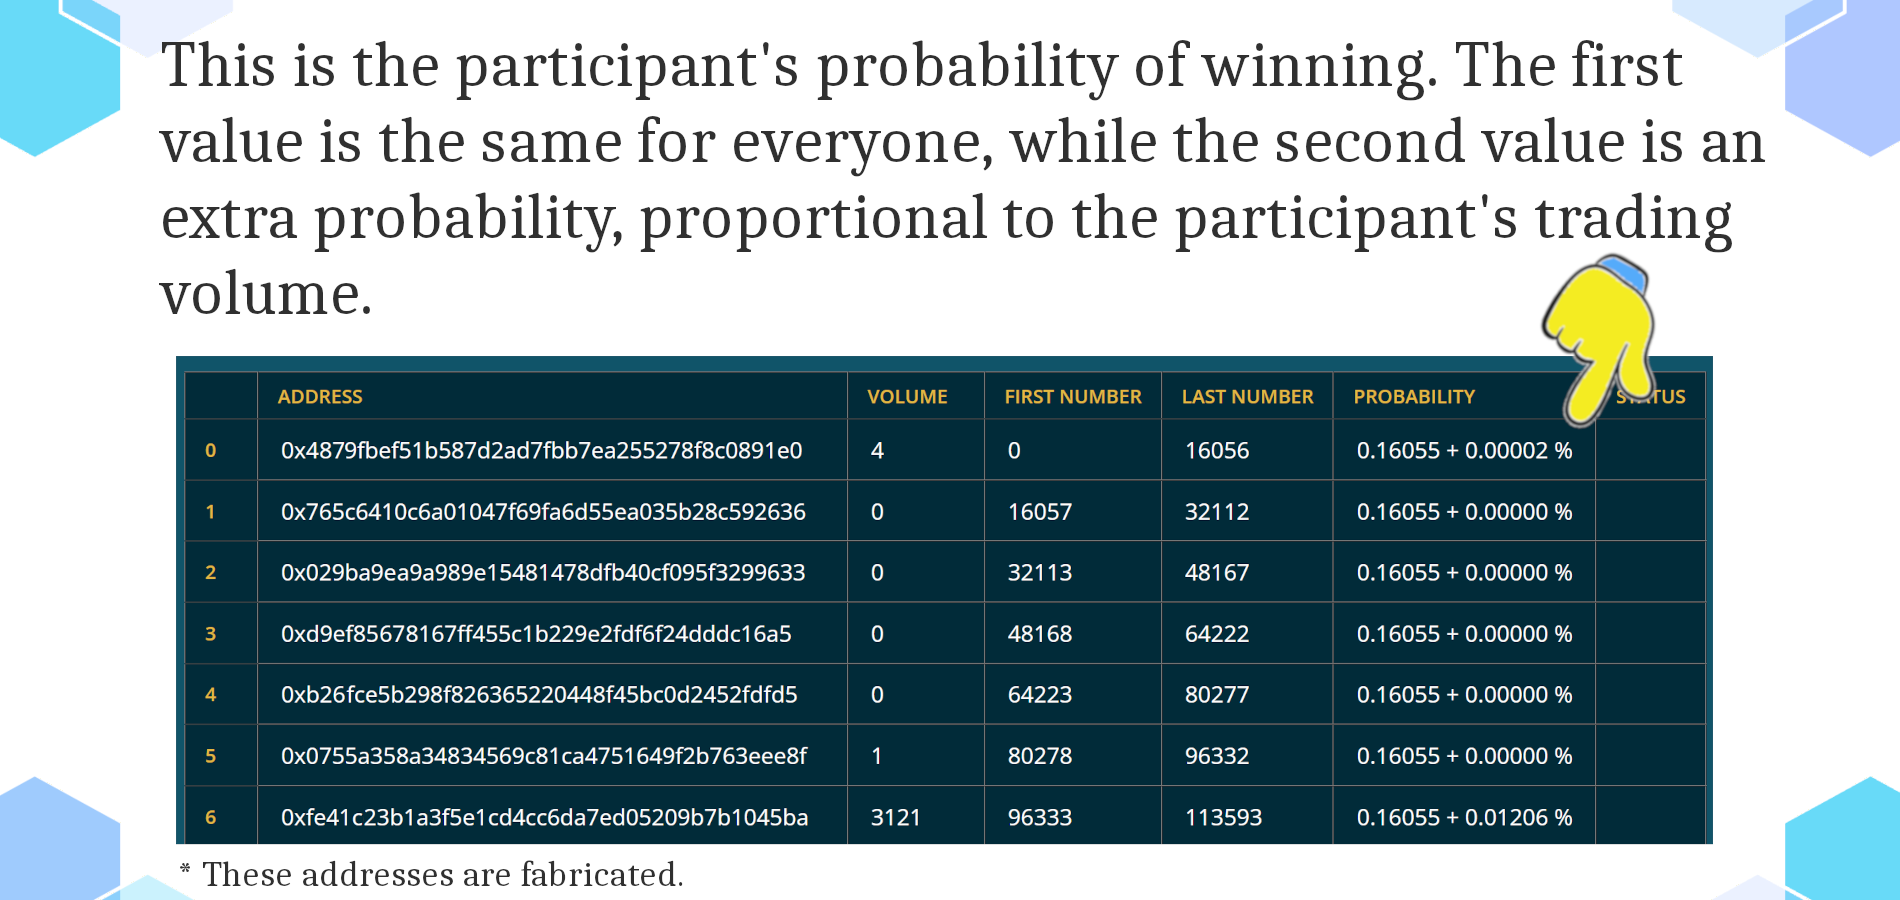 This is the participant's probability of winning. The first
value is the same for everyone, while the second value is an
extra probability, proportional to the participant's trading
volume.
ADDRESS VOLUME FIRST NUMBER LAST NUMBER PROBABILITY STATUS
0 0x4879fbef51b587d2ad7fbb7ea255278f8c0891e0 4 0 16056 0.16055 + 0.00002 %
1 0x765c6410c6a01047f69fa6d55ea035b28c592636 0 16057 32112 0.16055 + 0.00000 %
2 0x029ba9ea9a989e15481478dfb40cf095f3299633 0 32113 48167 0.16055 + 0.00000 %
3 0xd9ef85678167ff455c1b229e2fdf6f24dddc16a5 0 48168 64222 0.16055 + 0.00000 %
4 0xb26fce5b298f826365220448f45bc0d2452fdfd5 0 64223 80277 0.16055 + 0.00000 %
5 0x0755a358a34834569c81ca4751649f2b763eee8f 1 80278 96332 0.16055 + 0.00000 %
6 0xfe41c23b1a3f5e1cd4cc6da7ed05209b7b1045ba 3121 96333 113593 0.16055 + 0.01206 %
* These addresses are fabricated.